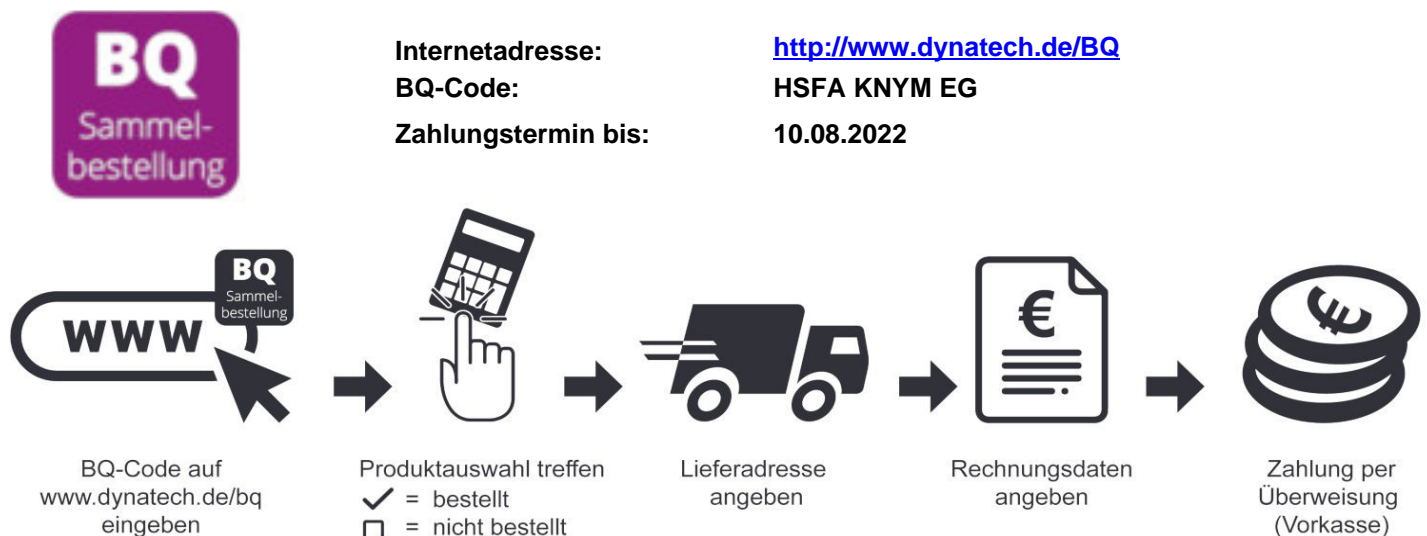 BQ
Sammel-
bestellung
Internetadresse: http://www.dynatech.de/BQ
BQ-Code: HSFA KNYM EG
Zahlungstermin bis: 10.08.2022
www
BQ
Sammel-
bestellung
€
€
BQ-Code auf
www.dynatech.de/bq
eingeben
Produktauswahl treffen
✓ = bestellt
☐ = nicht bestellt
Lieferadresse
angeben
Rechnungsdaten
angeben
Zahlung per
Überweisung
(Vorkasse)